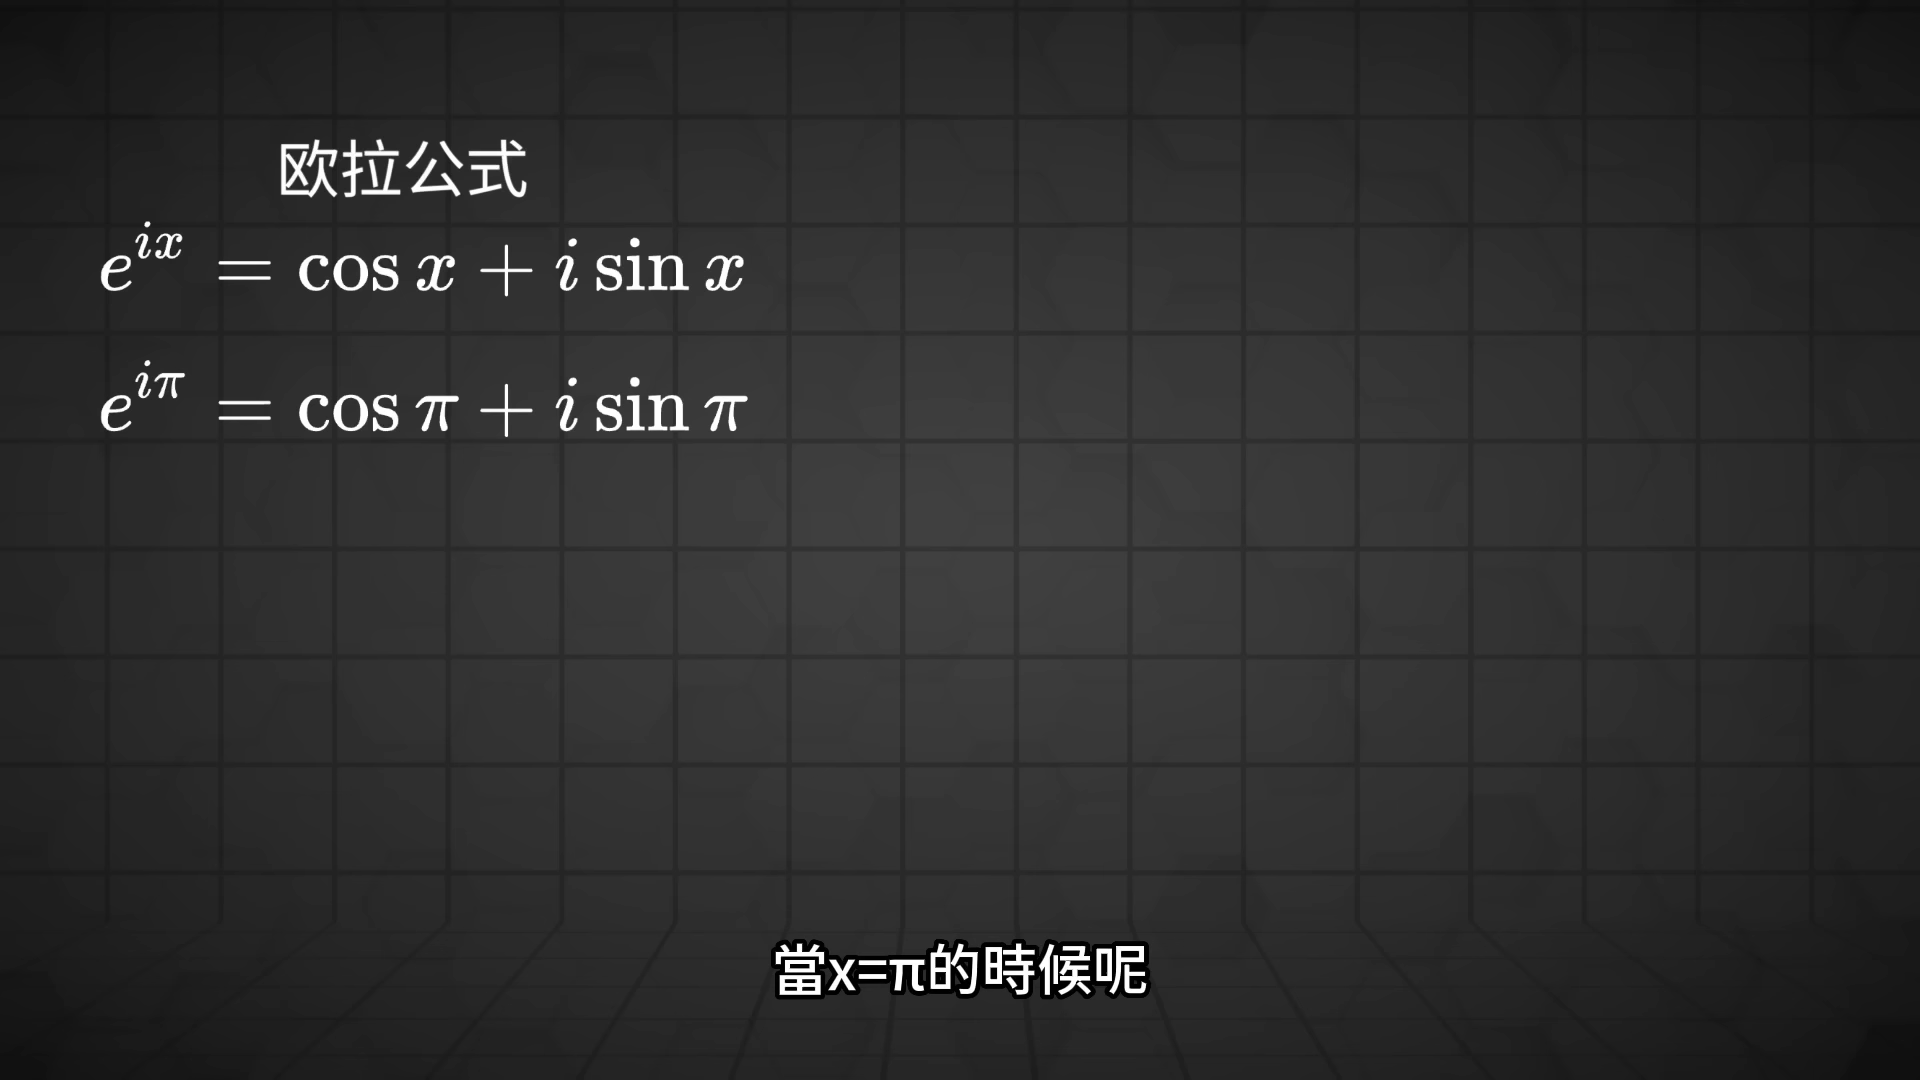 欧拉公式
e^{ix} = cos x + i sin x
e^{iπ} = cos π + i sin π
當x=π的時候呢